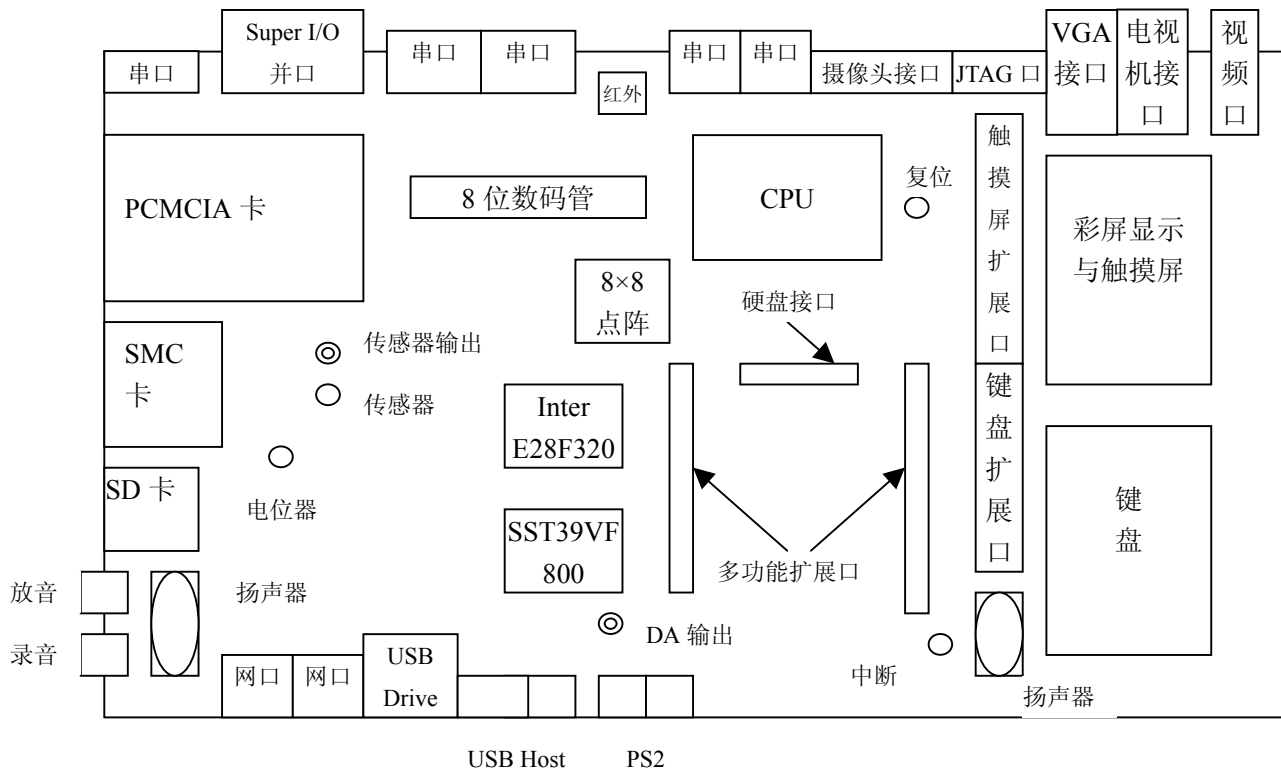 串口
Super I/O
并口
串口
串口
红外
串口
串口
摄像头接口
JTAG 口
VGA
接口
电视
机接
口
视
频
口
PCMCIA 卡
8 位数码管
CPU
复位
触
摸
屏
扩
展
口
彩屏显示
与触摸屏
8×8
点阵
硬盘接口
SMC
卡
传感器输出
传感器
Inter
E28F320
键
盘
扩
展
口
键
盘
SD 卡
电位器
SST39VF
800
多功能扩展口
放音
扬声器
录音
DA 输出
网口
网口
USB
Drive
中断
扬声器
USB Host
PS2